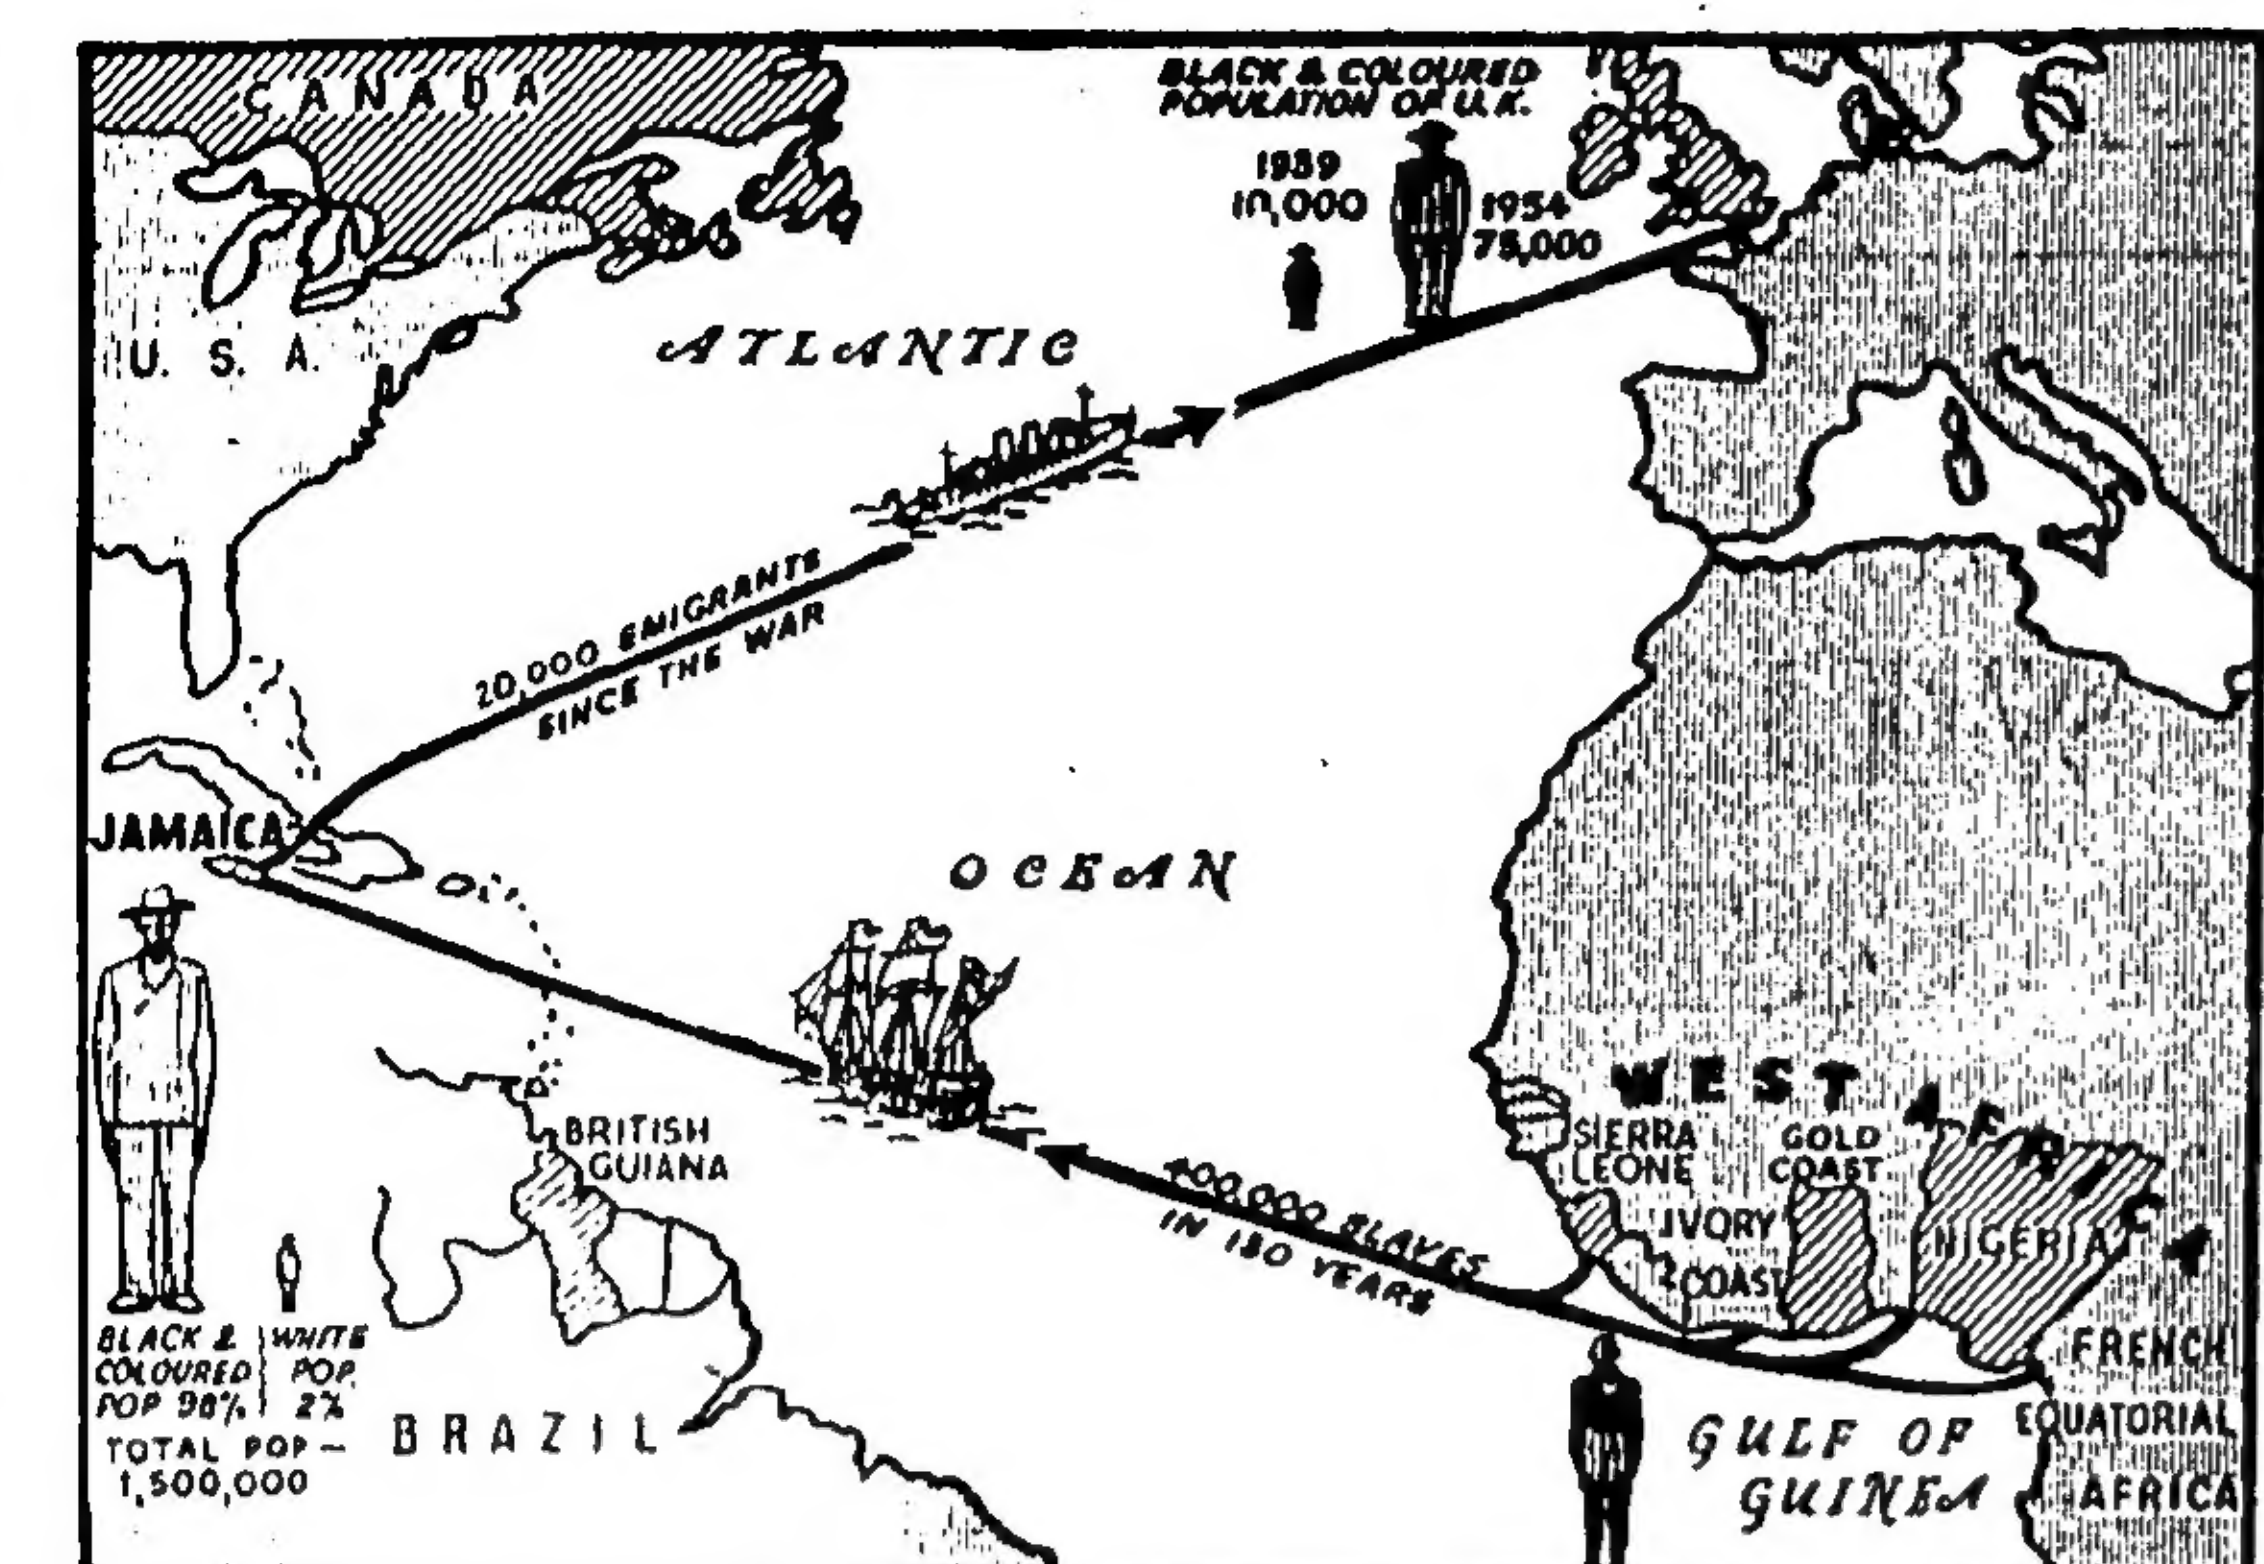 CANADA
U. S. A.
BLACK & COLOURED
POPULATION OF U.K.
1939
10,000
1954
75,000
ATLANTIC
20,000 EMIGRANTS
SINCE THE WAR
JAMAICA
OCEAN
WEST AFRICA
BRITISH
GUIANA
SIERRA
LEONE
GOLD
COAST
IVORY
COAST
NIGERIA
400,000 SLAVES
IN 180 YEARS
BLACK &
COLOURED
POP 98%
WHITE
POP.
2%
TOTAL POP —
1,500,000
BRAZIL
GULF OF
GUINEA
FRENCH
EQUATORIAL
AFRICA